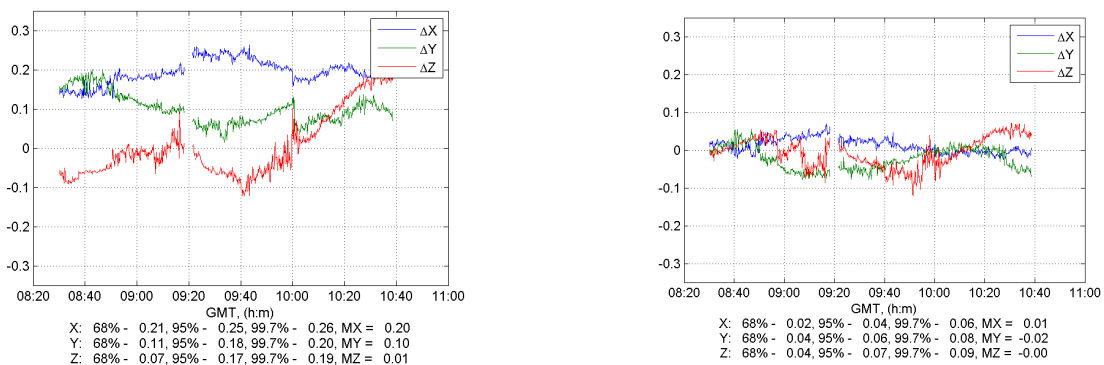 0.3
0.2
0.1
0
-0.1
-0.2
-0.3
ΔX
ΔY
ΔZ
08:20 08:40 09:00 09:20 09:40 10:00 10:20 10:40 11:00
GMT, (h:m)
X: 68% - 0.21, 95% - 0.25, 99.7% - 0.26, MX = 0.20
Y: 68% - 0.11, 95% - 0.18, 99.7% - 0.20, MY = 0.10
Z: 68% - 0.07, 95% - 0.17, 99.7% - 0.19, MZ = 0.01
0.3
0.2
0.1
0
-0.1
-0.2
-0.3
ΔX
ΔY
ΔZ
08:20 08:40 09:00 09:20 09:40 10:00 10:20 10:40 11:00
GMT, (h:m)
X: 68% - 0.02, 95% - 0.04, 99.7% - 0.06, MX = 0.01
Y: 68% - 0.04, 95% - 0.06, 99.7% - 0.08, MY = -0.02
Z: 68% - 0.04, 95% - 0.07, 99.7% - 0.09, MZ = -0.00